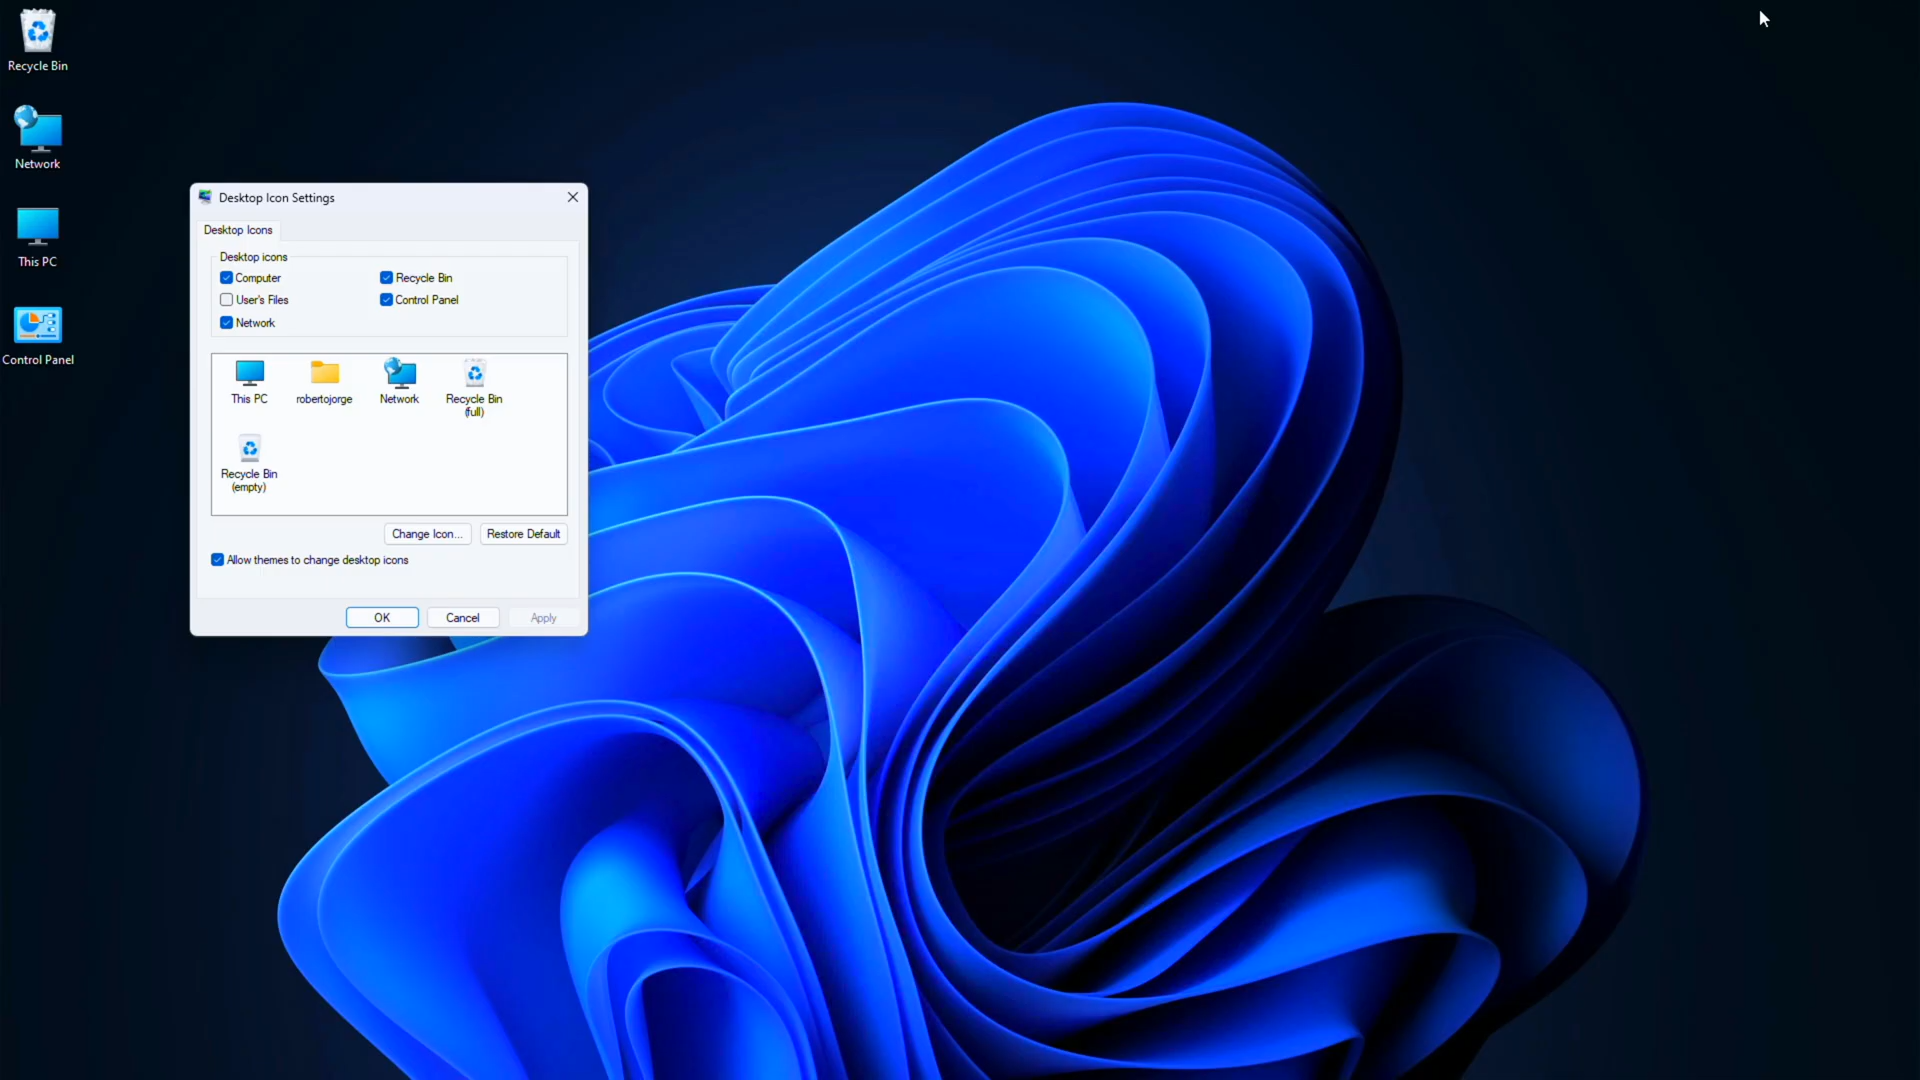 Recycle Bin
Network
This PC
Control Panel
Desktop Icon Settings
Desktop Icons
Desktop icons
Computer
Recycle Bin
User's Files
Control Panel
Network
This PC
robertojorge
Network
Recycle Bin
(full)
Recycle Bin
(empty)
Change Icon...
Restore Default
Allow themes to change desktop icons
OK
Cancel
Apply